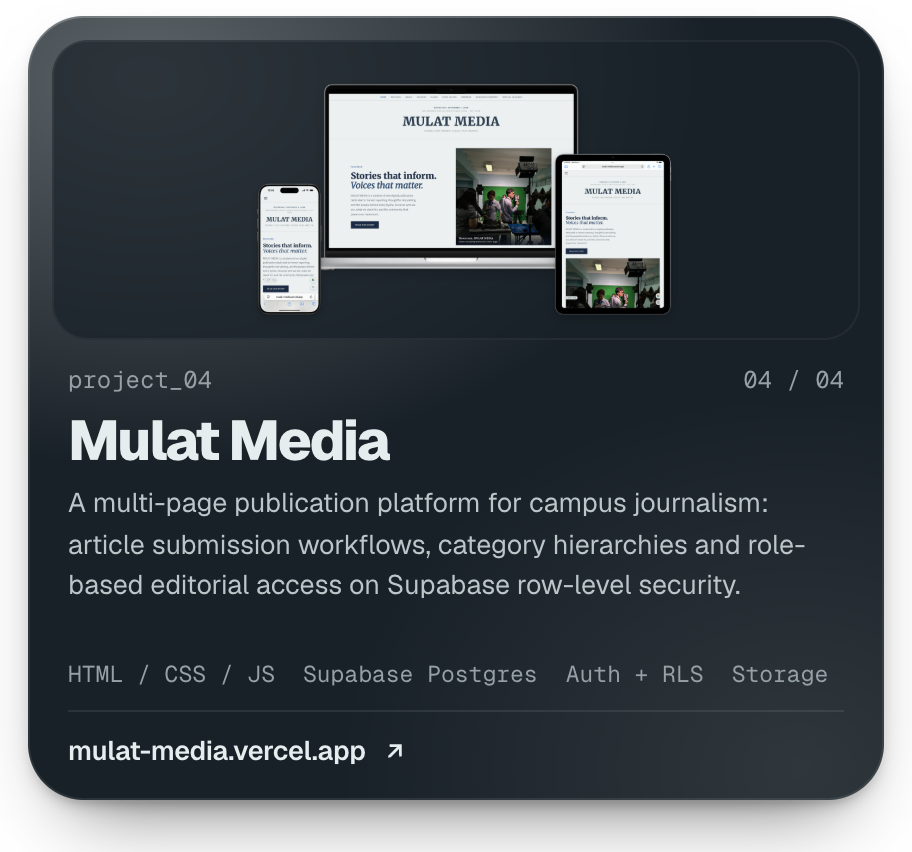 MULAT MEDIA
Stories that inform.
Voices that matter.
MULAT MEDIA
Stories that inform.
Voices that matter.
MULAT MEDIA
Stories that inform.
Voices that matter.
project_04
04 / 04
Mulat Media
A multi-page publication platform for campus journalism:
article submission workflows, category hierarchies and role-
based editorial access on Supabase row-level security.
HTML / CSS / JS Supabase Postgres Auth + RLS Storage
mulat-media.vercel.app ↗